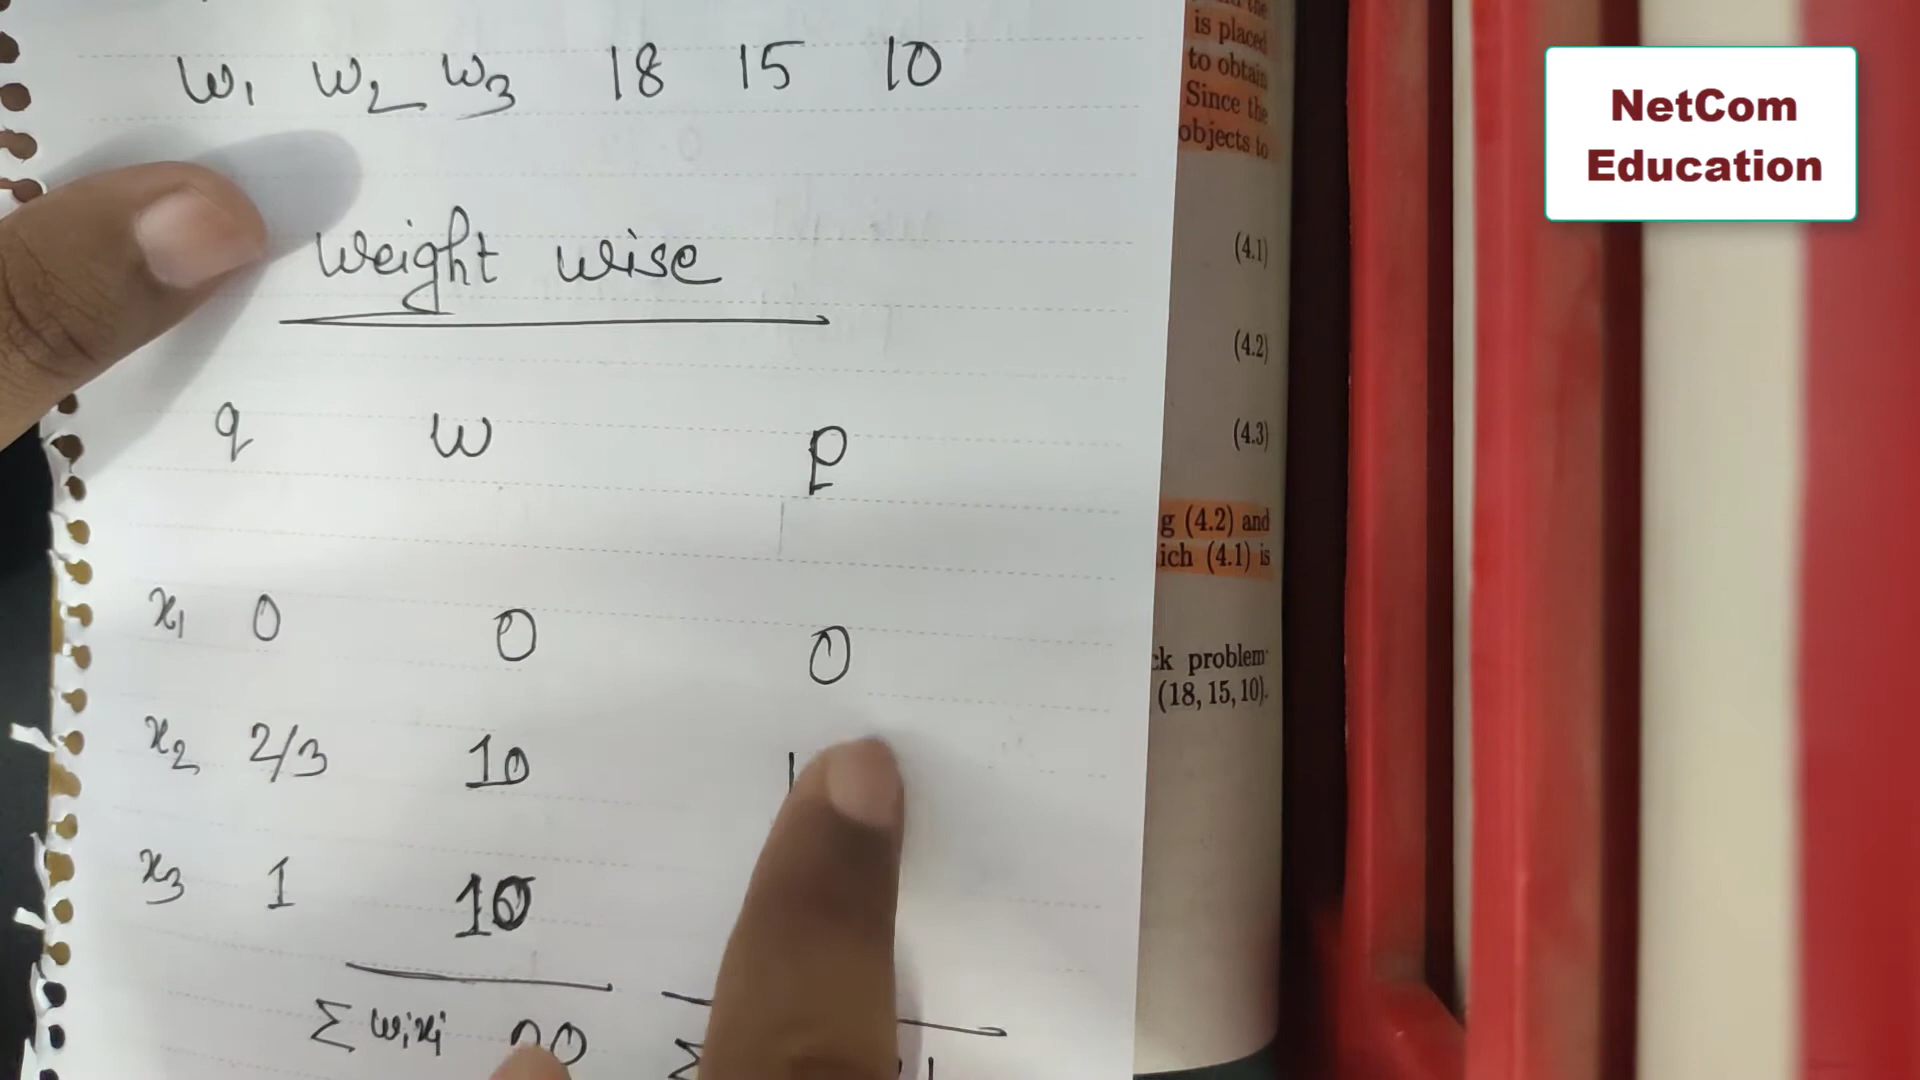 w1 w2 w3 18 15 10
Weight wise
q w P
x1 0 0 0
x2 2/3 10
x3 1 10
Σ wixi
Σ
is placed
to obtain
Since the
objects to
(4.1)
(4.2)
(4.3)
g (4.2) and
ich (4.1) is
ck problem:
(18, 15, 10).
NetCom
Education